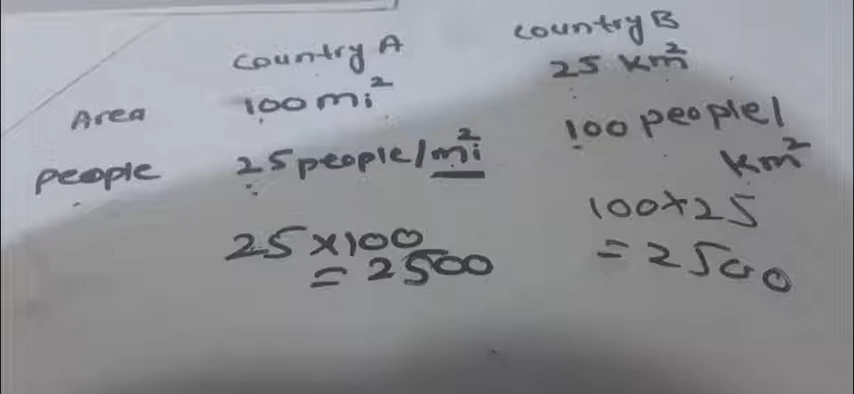 Country A Country B
Area 100 mi² 25 km²
people 25 people/mi² 100 people/
km²
25 × 100 100 × 25
= 2500 = 2500